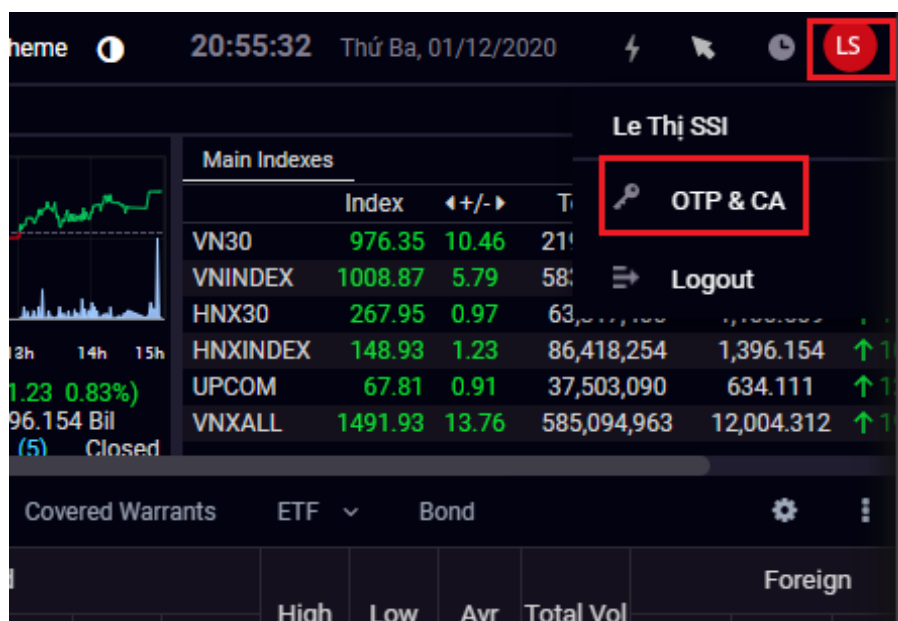 heme 20:55:32 Thứ Ba, 01/12/2020 LS
Le Thị SSI
OTP & CA
Logout
Main Indexes
Index +/-
VN30 976.35 10.46
VNINDEX 1008.87 5.79
HNX30 267.95 0.97
HNXINDEX 148.93 1.23 86,418,254 1,396.154
UPCOM 67.81 0.91 37,503,090 634.111
VNXALL 1491.93 13.76 585,094,963 12,004.312
13h 14h 15h
1.23 0.83%)
96.154 Bil
(5) Closed
Covered Warrants ETF Bond
Foreign
High Low Avr Total Vol